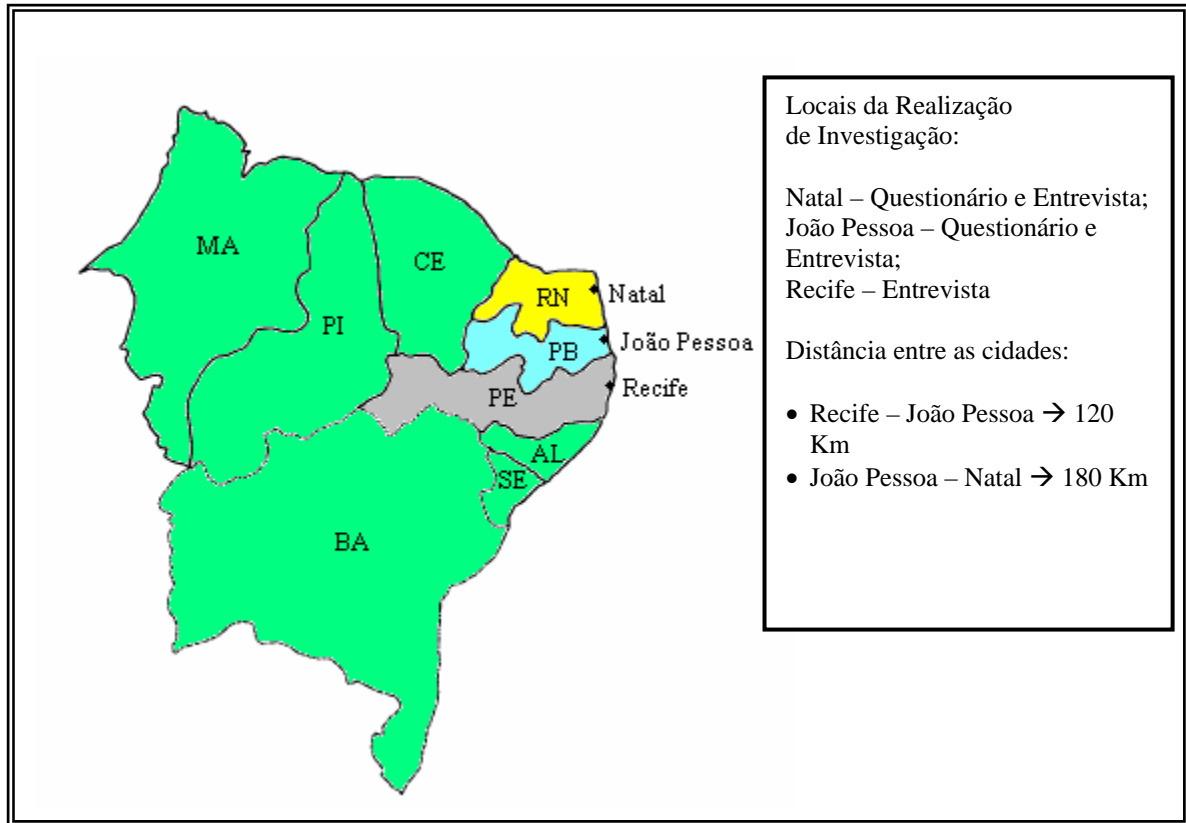 MA
CE
RN
Natal
PI
PB
João Pessoa
PE
Recife
AL
SE
BA
Locais da Realização
de Investigação:
Natal – Questionário e Entrevista;
João Pessoa – Questionário e
Entrevista;
Recife – Entrevista
Distância entre as cidades:
• Recife – João Pessoa → 120
Km
• João Pessoa – Natal → 180 Km